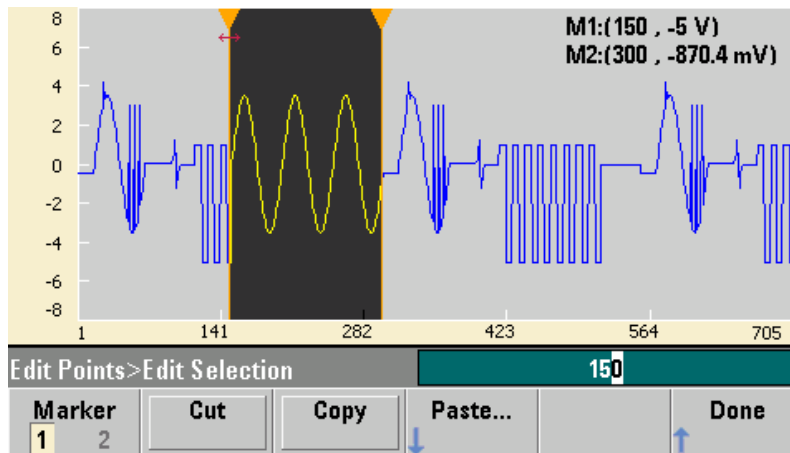 8
M1:(150 , -5 V)
6
M2:(300 , -870.4 mV)
4
2
0
-2
-4
-6
-8
1 141 282 423 564 705
Edit Points>Edit Selection 150
Marker Cut Copy Paste... Done
1 2